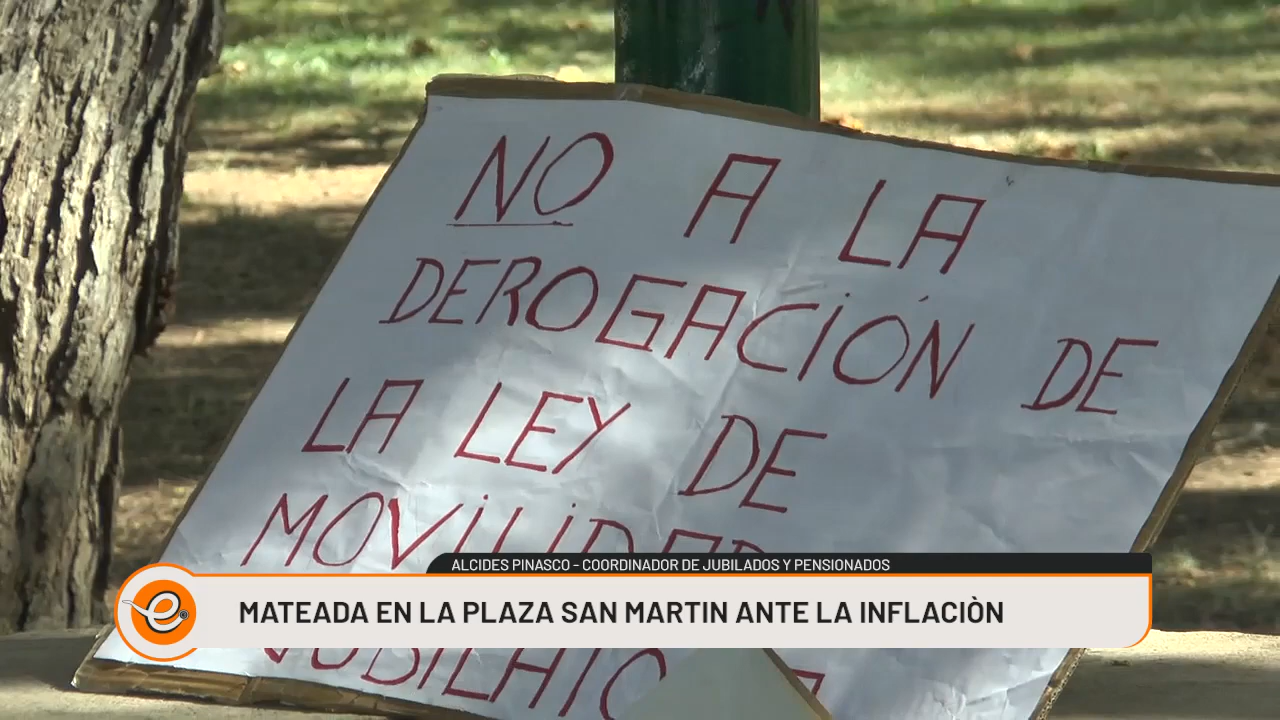 NO A LA
DEROGACIÓN DE
LA LEY DE
ALCIDES PINASCO - COORDINADOR DE JUBILADOS Y PENSIONADOS
MATEADA EN LA PLAZA SAN MARTIN ANTE LA INFLACIÒN